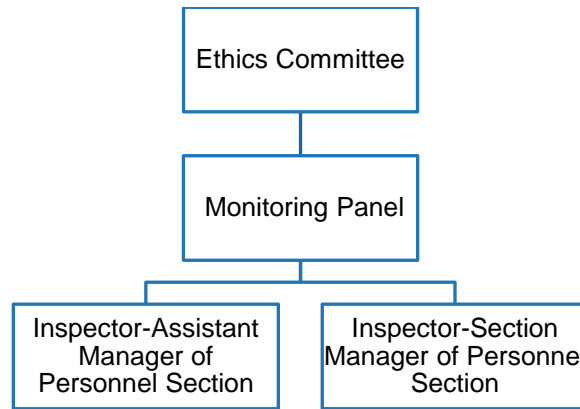 Ethics Committee
Monitoring Panel
Inspector-Assistant
Manager of
Personnel Section
Inspector-Section
Manager of Personne
Section